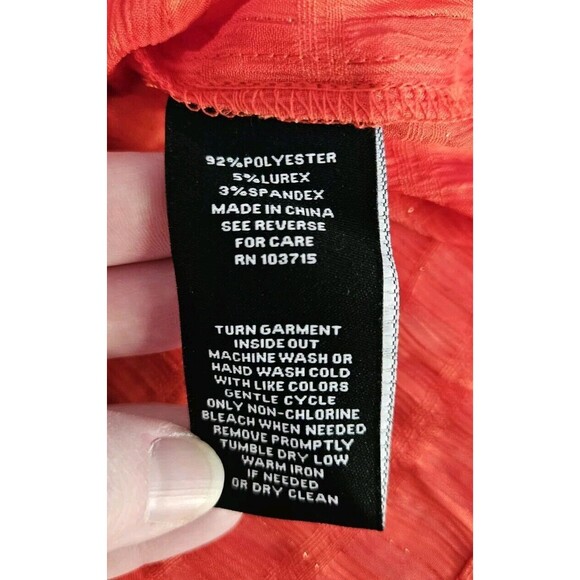 92%POLYESTER
5%LUREX
3%SPANDEX
MADE IN CHINA
SEE REVERSE
FOR CARE
RN 103715
TURN GARMENT
INSIDE OUT
MACHINE WASH OR
HAND WASH COLD
WITH LIKE COLORS
GENTLE CYCLE
ONLY NON-CHLORINE
BLEACH WHEN NEEDED
REMOVE PROMPTLY
TUMBLE DRY LOW
WARM IRON
IF NEEDED
OR DRY CLEAN